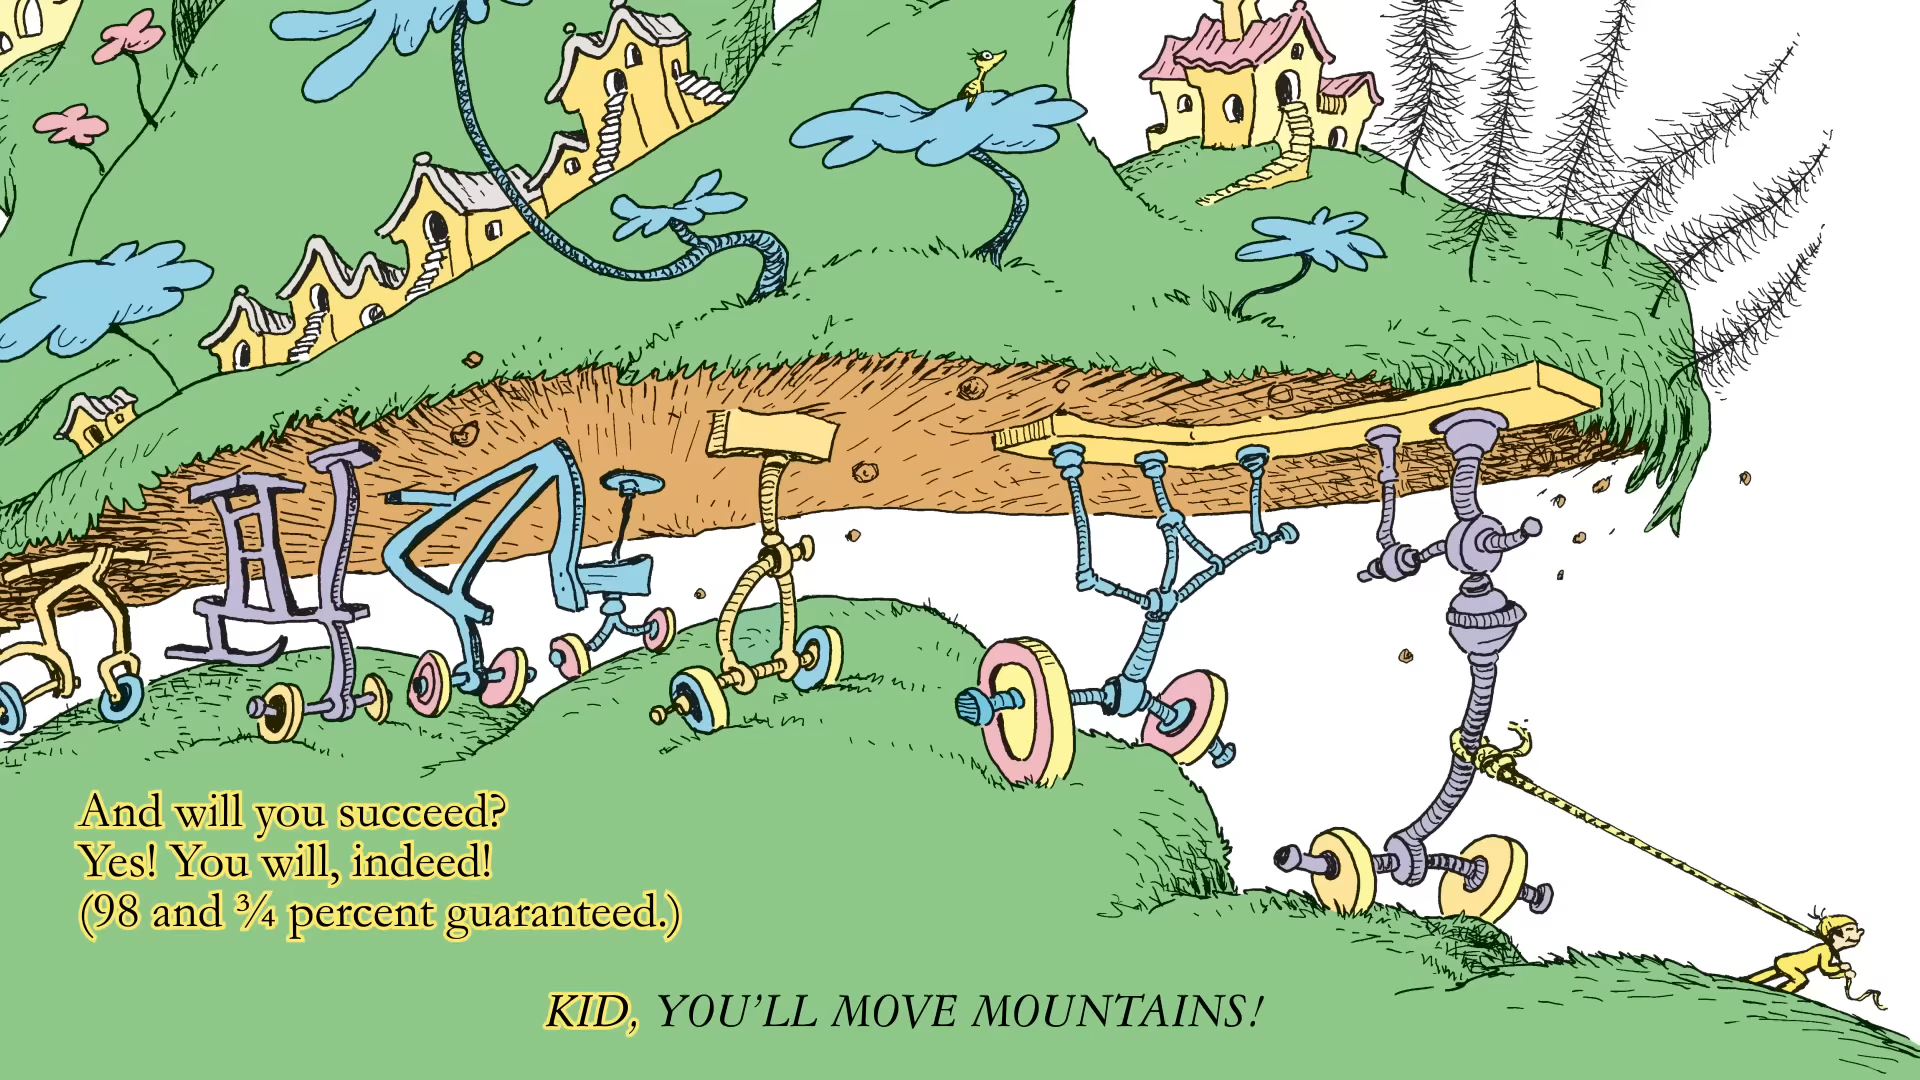 And will you succeed?
Yes! You will, indeed!
(98 and ¾ percent guaranteed.)
KID, YOU’LL MOVE MOUNTAINS!